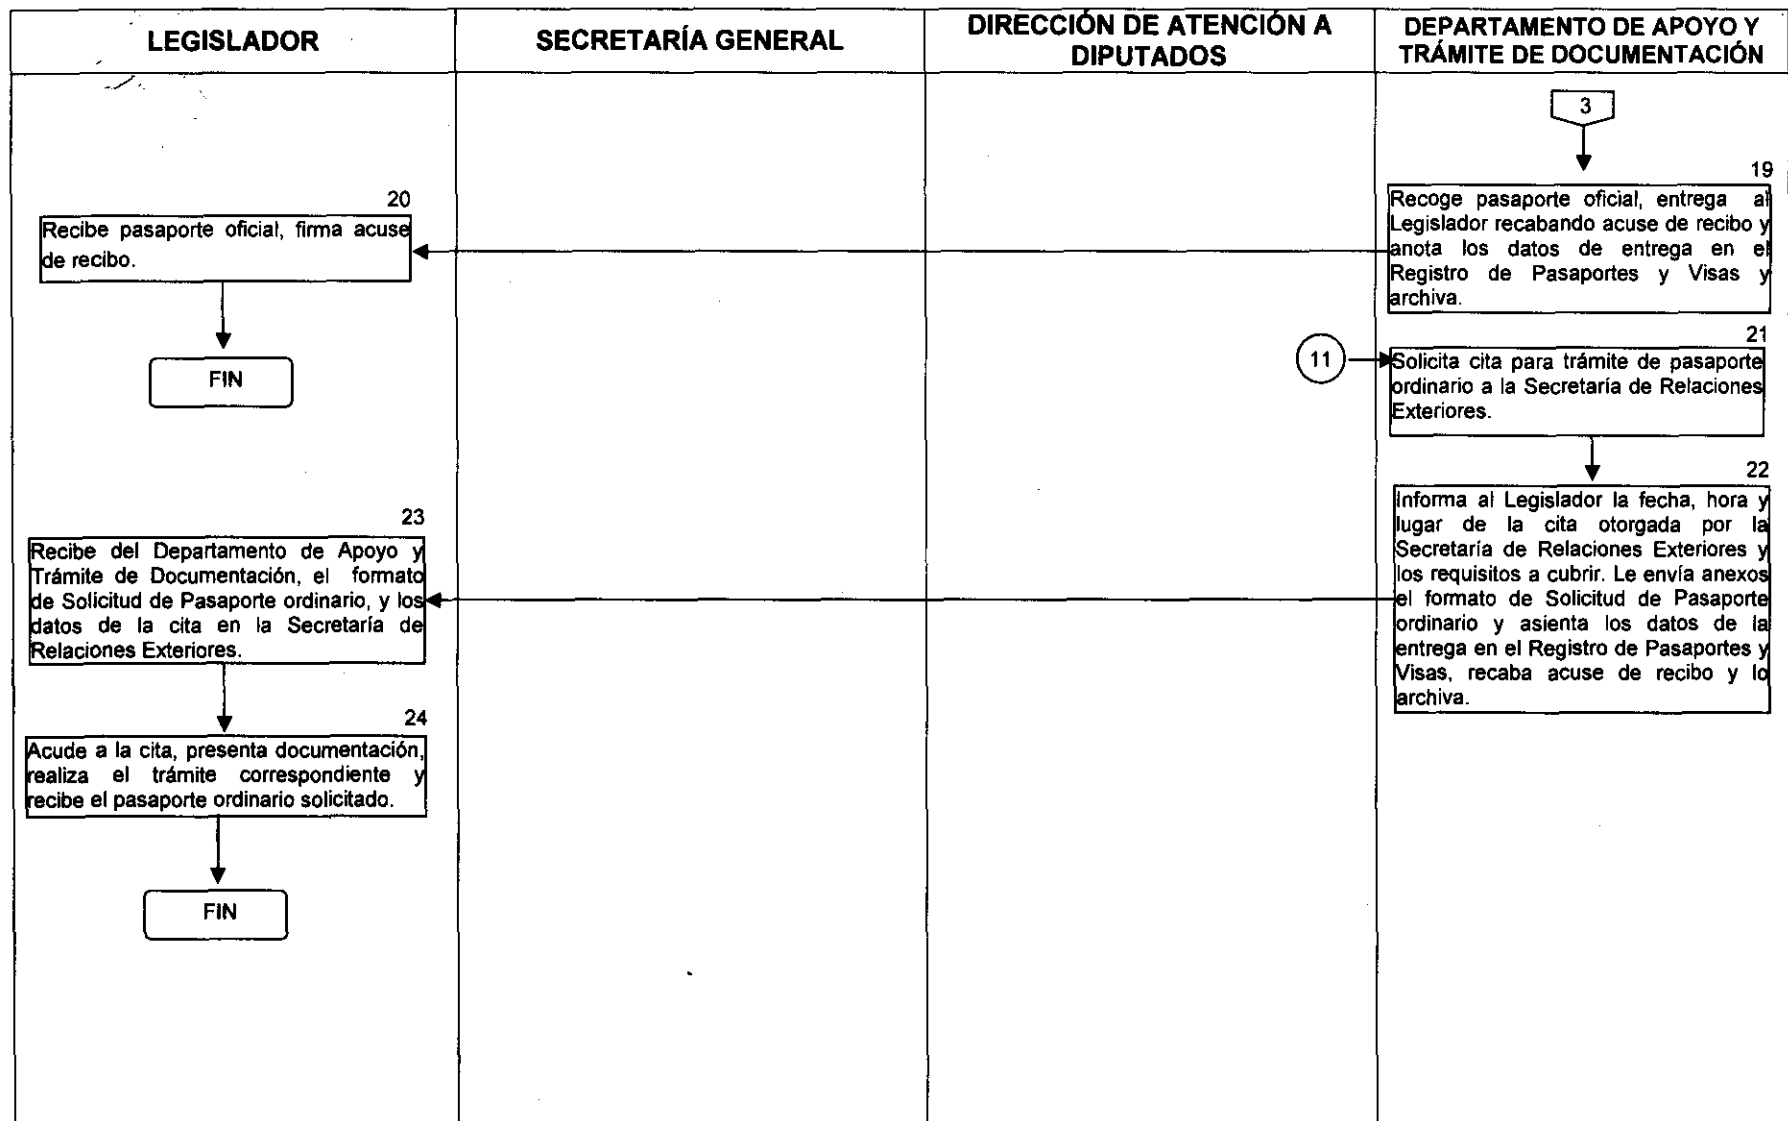 LEGISLADOR
SECRETARÍA GENERAL
DIRECCIÓN DE ATENCIÓN A
DIPUTADOS
DEPARTAMENTO DE APOYO Y
TRÁMITE DE DOCUMENTACIÓN
3
19
Recoge pasaporte oficial, entrega al
Legislador recabando acuse de recibo y
anota los datos de entrega en el
Registro de Pasaportes y Visas y
archiva.
20
Recibe pasaporte oficial, firma acuse
de recibo.
FIN
11
21
Solicita cita para trámite de pasaporte
ordinario a la Secretaría de Relaciones
Exteriores.
22
Informa al Legislador la fecha, hora y
lugar de la cita otorgada por la
Secretaría de Relaciones Exteriores y
los requisitos a cubrir. Le envía anexos
el formato de Solicitud de Pasaporte
ordinario y asienta los datos de la
entrega en el Registro de Pasaportes y
Visas, recaba acuse de recibo y lo
archiva.
23
Recibe del Departamento de Apoyo y
Trámite de Documentación, el formato
de Solicitud de Pasaporte ordinario, y los
datos de la cita en la Secretaría de
Relaciones Exteriores.
24
Acude a la cita, presenta documentación,
realiza el trámite correspondiente y
recibe el pasaporte ordinario solicitado.
FIN